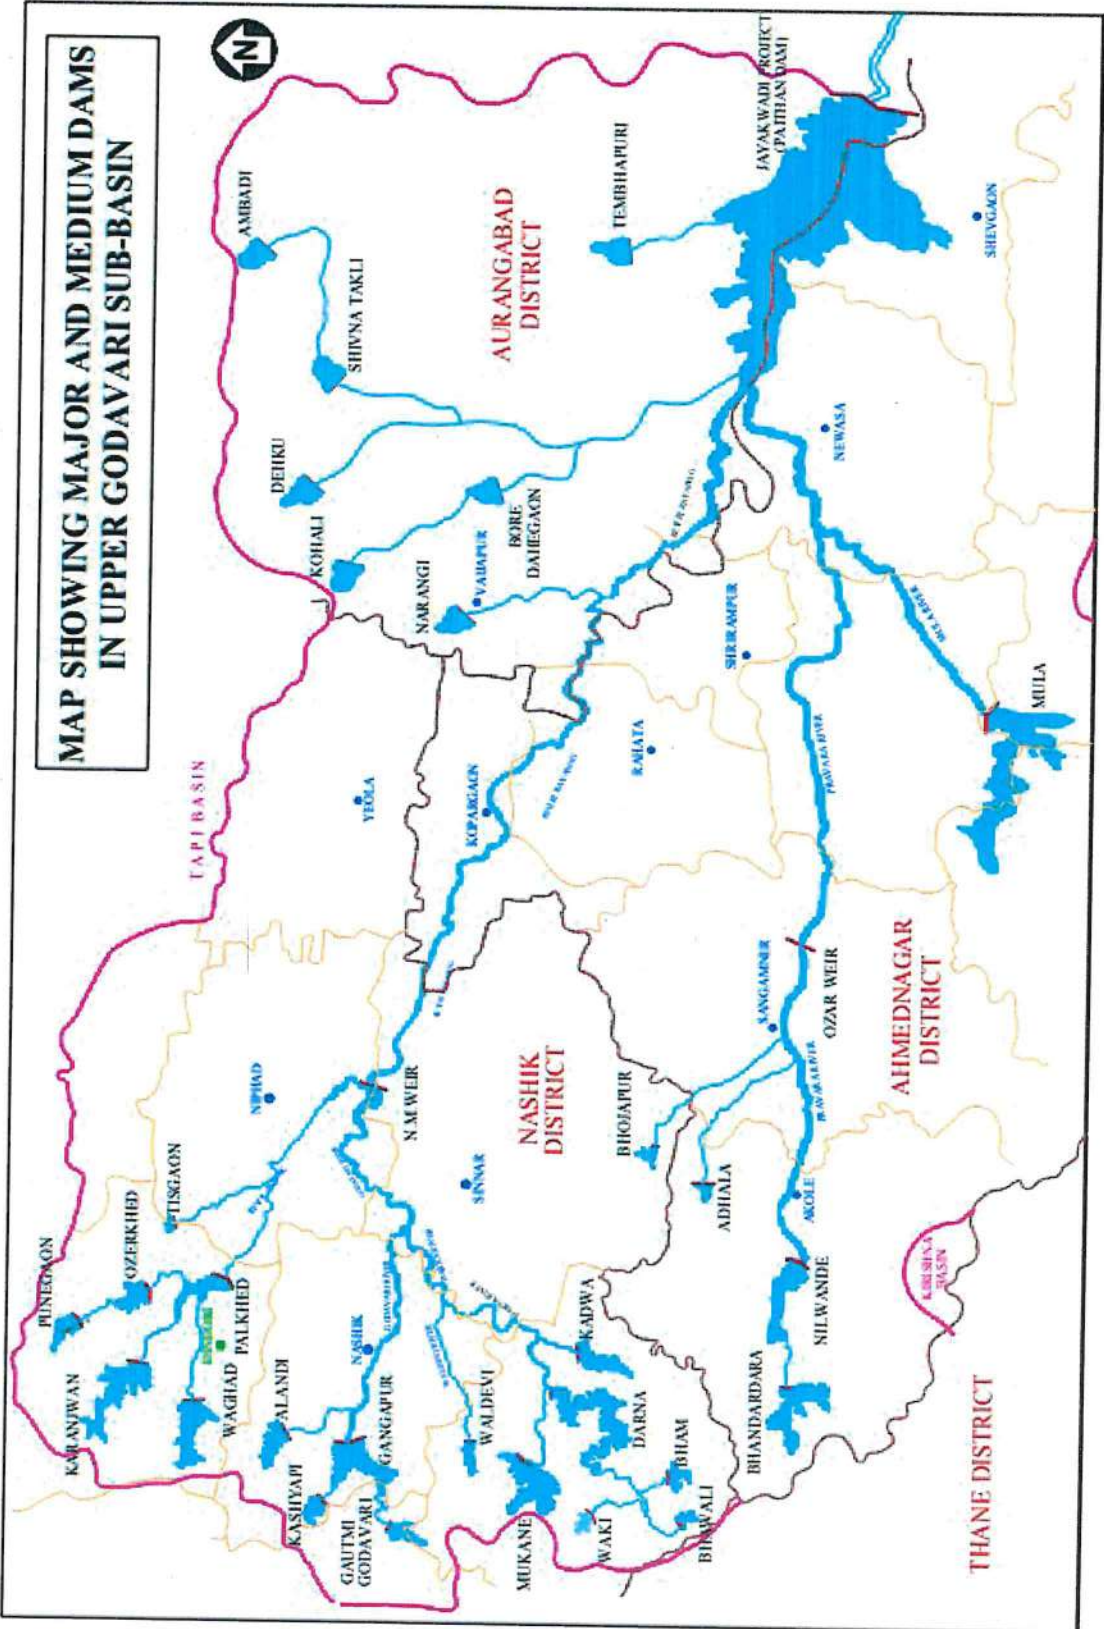 MAP SHOWING MAJOR AND MEDIUM DAMS
IN UPPER GODAVARI SUB-BASIN
N
TAPI BASIN
PUNEGAON
KARANJWAN
OZERKHED
TISGAON
WAGHAD
PALKHED
ALANDI
KASHYAPI
GANGAPUR
GAUTMI
GODAVARI
NASHIK
NIPHAD
WALDEVI
MUKANE
WAKI
BHAM
BHAWALI
DARNA
KADWA
N.M.WEIR
SINNAR
NASHIK
DISTRICT
YEOLA
KOPARGAON
KOHALI
DEHKU
NARANGI
VAIJAPUR
BORE
DAHEGAON
SHIVNA TAKLI
AMBADI
AURANGABAD
DISTRICT
TEMBHAPURI
JAYAKWADI PROJECT
(PAITHAN DAM)
SHEVGAON
NEWASA
SHRIRAMPUR
RAHATA
MULA RIVER
MULA
PRAVARA RIVER
SANGAMNER
OZAR WEIR
PRAVARA RIVER
AHMEDNAGAR
DISTRICT
BHOJAPUR
ADHALA
AKOLE
NILWANDE
BHANDARDARA
KRISHNA
BASIN
THANE DISTRICT